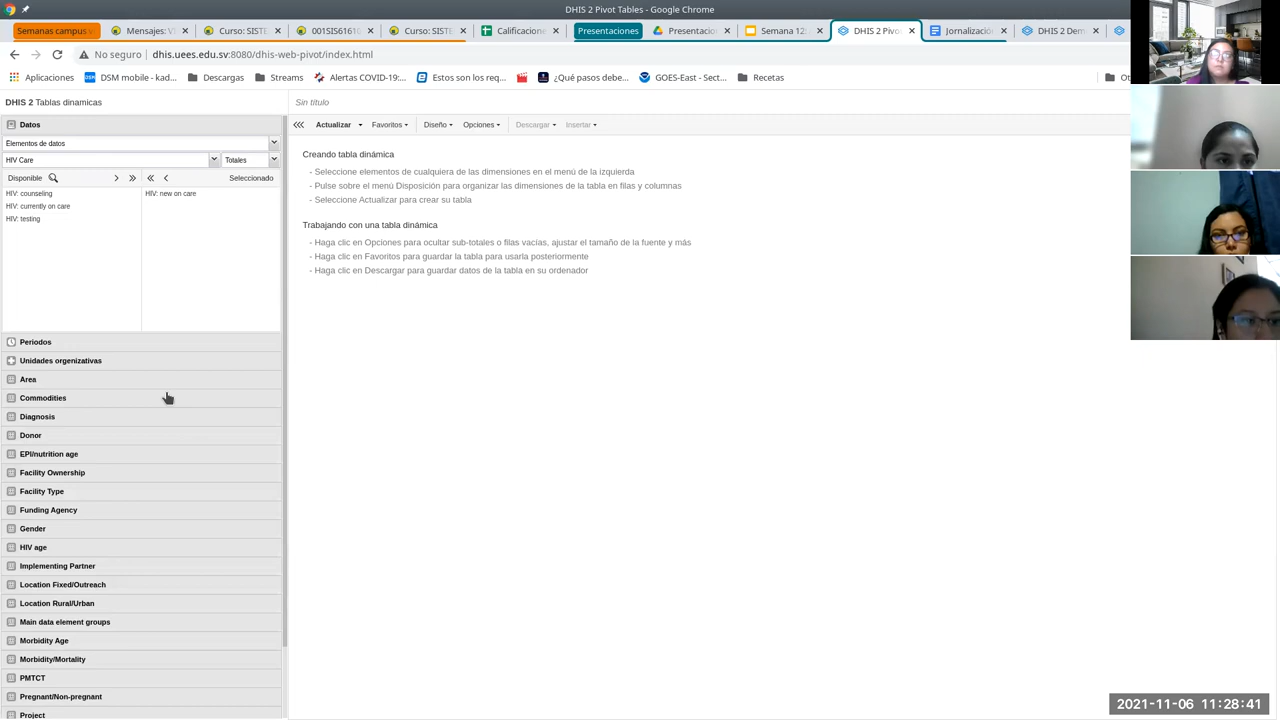 DHIS 2 Pivot Tables - Google Chrome
Semanas campus v
Mensajes: V
Curso: SISTE
001SIS6161
Curso: SISTE
Calificacione
Presentaciones
Presentacio
Semana 12:
DHIS 2 Pivo
Jornalizació
DHIS 2 Dem
No seguro
dhis.uees.edu.sv:8080/dhis-web-pivot/index.html
Aplicaciones
DSM mobile - kad...
Descargas
Streams
Alertas COVID-19:...
Estos son los req...
¿Qué pasos debe...
GOES-East - Sect...
Recetas
Ot
DHIS 2 Tablas dinamicas
Sin titulo
Datos
Actualizar
Favoritos
Diseño
Opciones
Descargar
Insertar
Elementos de datos
HIV Care
Totales
Disponible
Seleccionado
HIV: counseling
HIV: currently on care
HIV: testing
HIV: new on care
Creando tabla dinámica
- Seleccione elementos de cualquiera de las dimensiones en el menú de la izquierda
- Pulse sobre el menú Disposición para organizar las dimensiones de la tabla en filas y columnas
- Seleccione Actualizar para crear su tabla
Trabajando con una tabla dinámica
- Haga clic en Opciones para ocultar sub-totales o filas vacías, ajustar el tamaño de la fuente y más
- Haga clic en Favoritos para guardar la tabla para usarla posteriormente
- Haga clic en Descargar para guardar datos de la tabla en su ordenador
Periodos
Unidades orgenizativas
Area
Commodities
Diagnosis
Donor
EPI/nutrition age
Facility Ownership
Facility Type
Funding Agency
Gender
HIV age
Implementing Partner
Location Fixed/Outreach
Location Rural/Urban
Main data element groups
Morbidity Age
Morbidity/Mortality
PMTCT
Pregnant/Non-pregnant
Project
2021-11-06 11:28:41